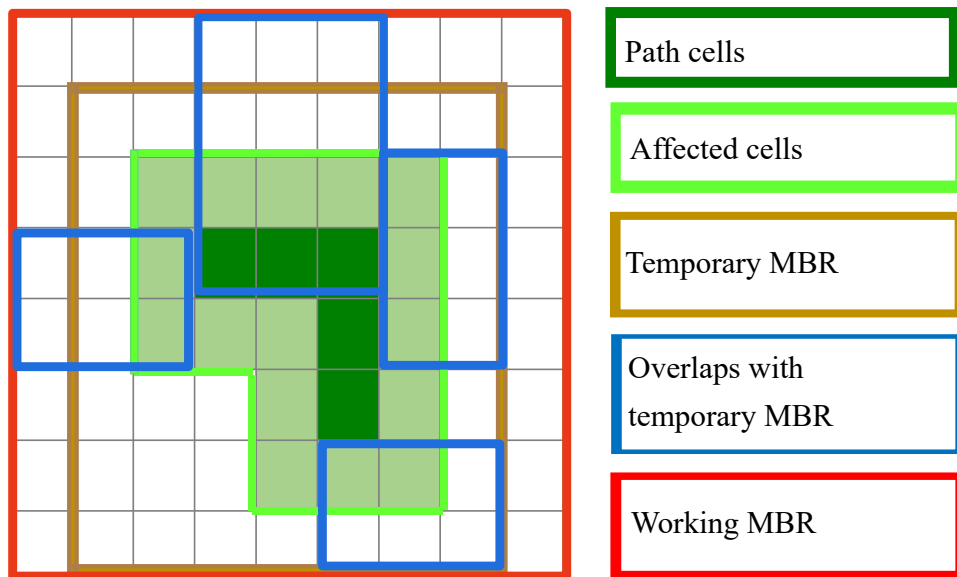 Path cells
Affected cells
Temporary MBR
Overlaps with
temporary MBR
Working MBR